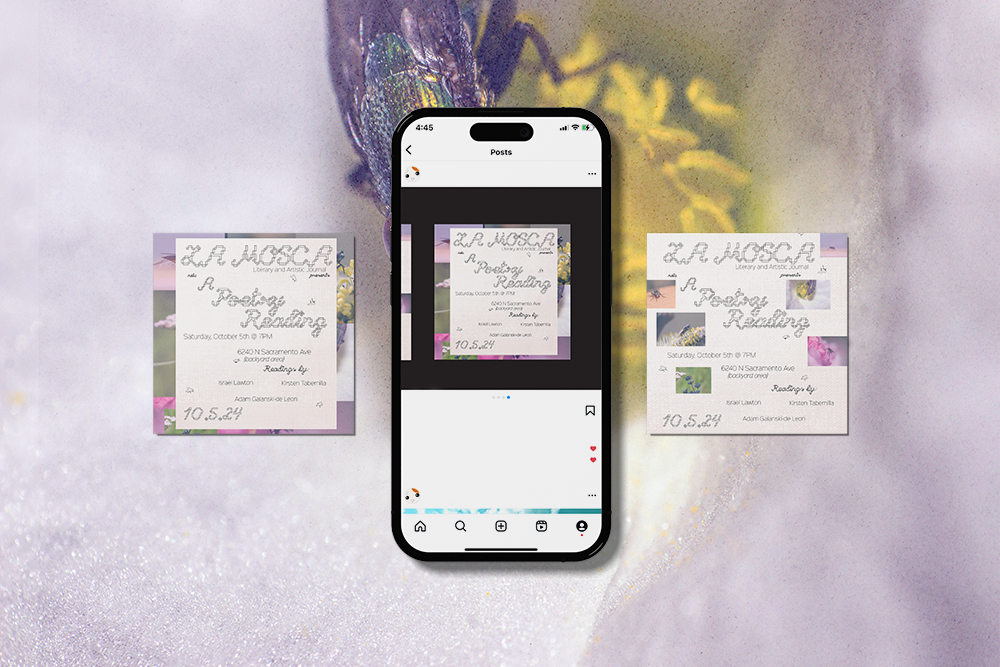 4:45
Posts
LA MOSCA
Literary and Artistic Journal
presents
A
Poetry
Reading
Saturday, October 5th @ 7PM
6240 N Sacramento Ave
(backyard area)
Readings by:
Israel Lawton
Kirsten Tabernilla
Adam Galanski-de Leon
10.5.24
LA MOSCA
Literary and Artistic Journal
presents
A
Poetry
Reading
Saturday, October 5th @ 7PM
6240 N Sacramento Ave
(backyard area)
Readings by:
Israel Lawton
Kirsten Tabernilla
Adam Galanski-de Leon
10.5.24
LA MOSCA
Literary and Artistic Journal
presents
A
Poetry
Reading
Saturday, October 5th @ 7PM
6240 N Sacramento Ave
(backyard area)
Readings by:
Israel Lawton
Kirsten Tabernilla
Adam Galanski-de Leon
10.5.24